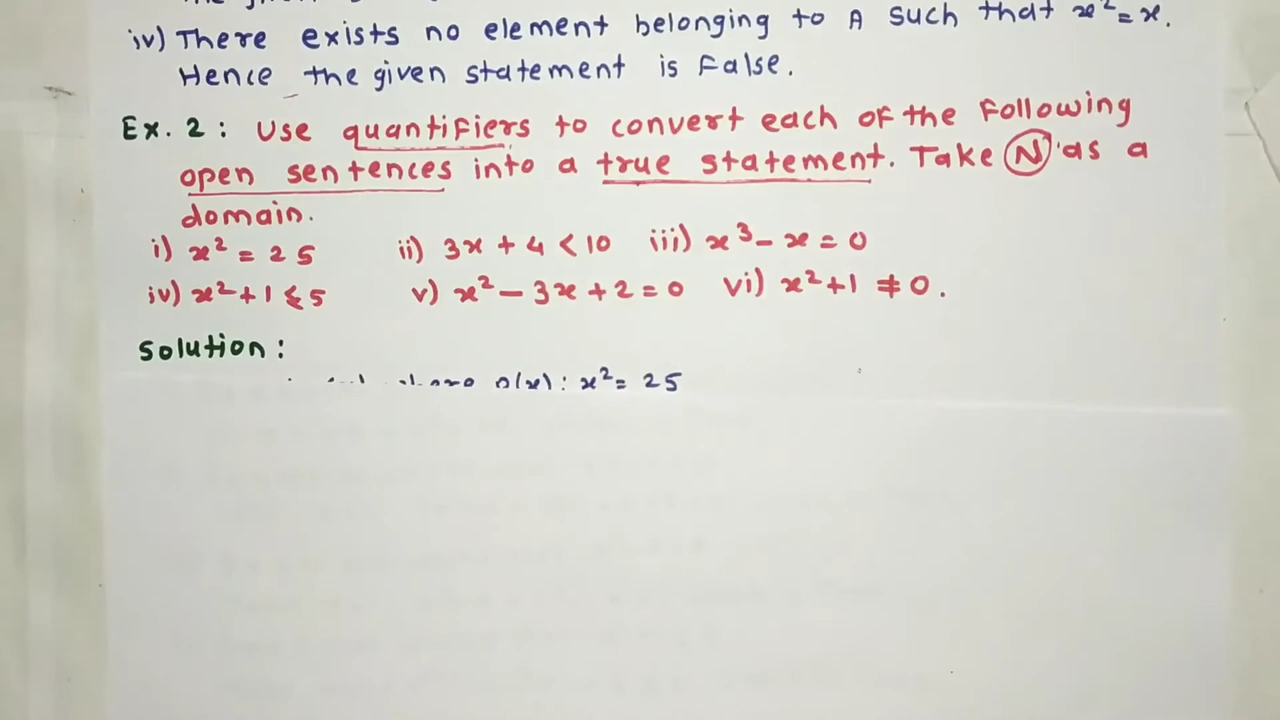 iv) There exists no element belonging to A such that x² = x.
Hence the given statement is False.
Ex. 2 : Use quantifiers to convert each of the following
open sentences into a true statement. Take N as a
domain.
i) x² = 25 ii) 3x + 4 < 10 iii) x³ - x = 0
iv) x² + 1 ≤ 5 v) x² - 3x + 2 = 0 vi) x² + 1 ≠ 0.
Solution :
p(x) : x² = 25